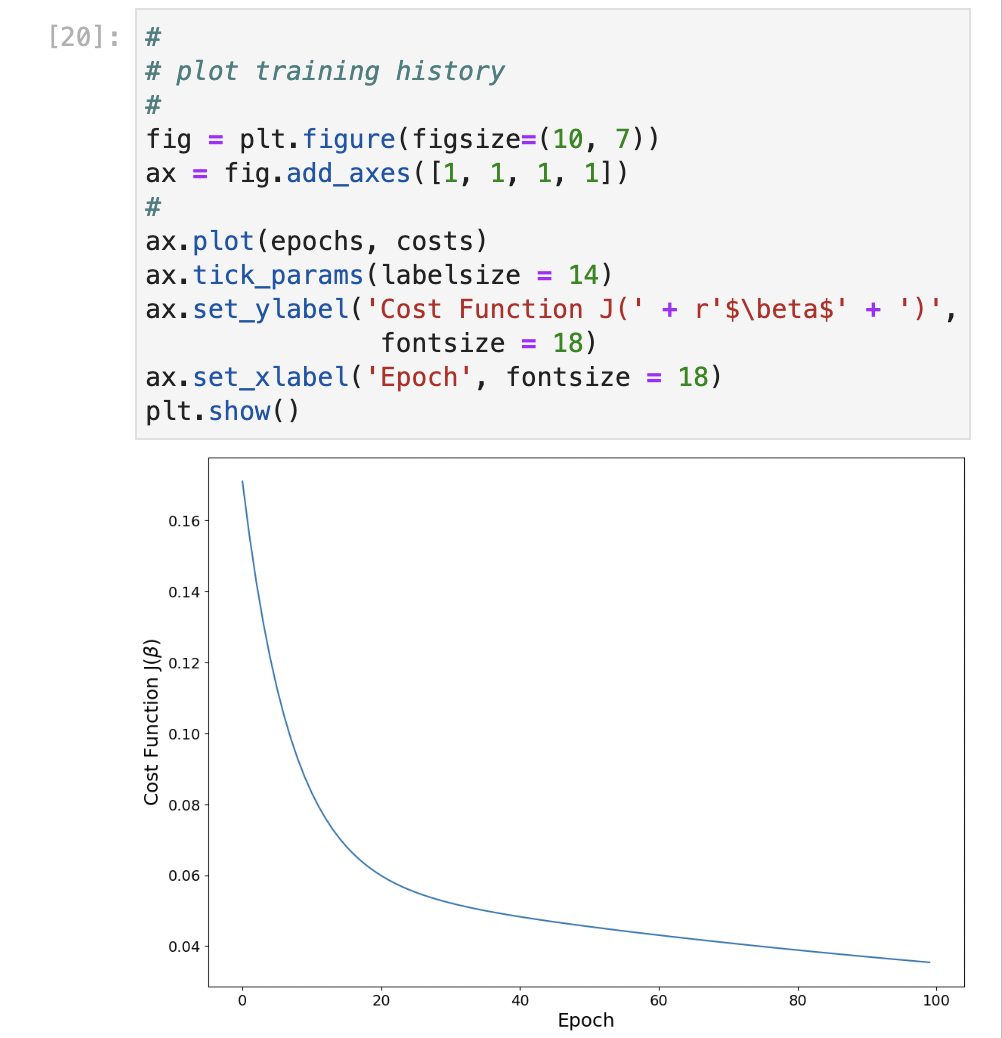 [20]: #
# plot training history
#
fig = plt.figure(figsize=(10, 7))
ax = fig.add_axes([1, 1, 1, 1])
#
ax.plot(epochs, costs)
ax.tick_params(labelsize = 14)
ax.set_ylabel('Cost Function J(' + r'$\beta$' + ')',
fontsize = 18)
ax.set_xlabel('Epoch', fontsize = 18)
plt.show()
0.16
0.14
0.12
0.10
0.08
0.06
0.04
Cost Function J(β)
0 20 40 60 80 100
Epoch